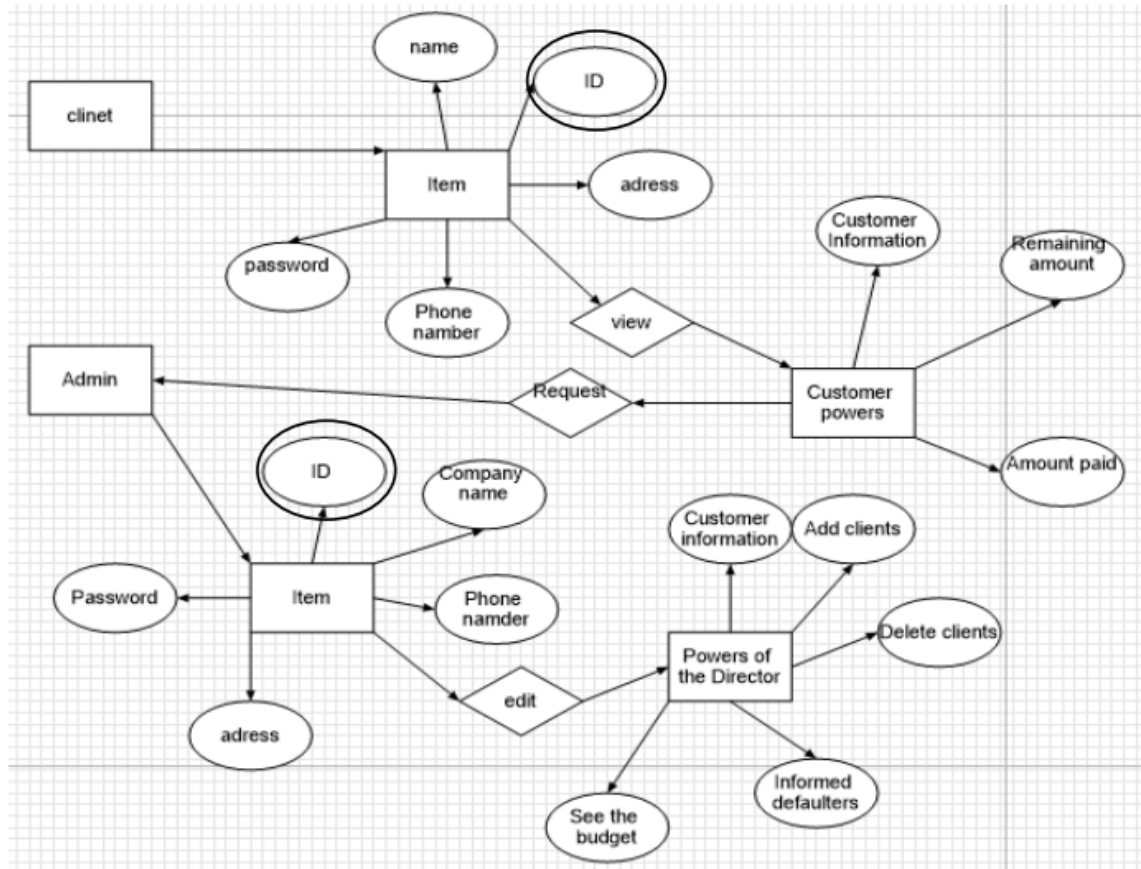 name
ID
clinet
Item
adress
Customer
Information
Remaining
amount
password
Phone
namber
view
Admin
Request
Customer
powers
ID
Company
name
Amount paid
Customer
information
Add clients
Password
Item
Phone
namder
Delete clients
Powers of
the Director
edit
adress
Informed
defaulters
See the
budget